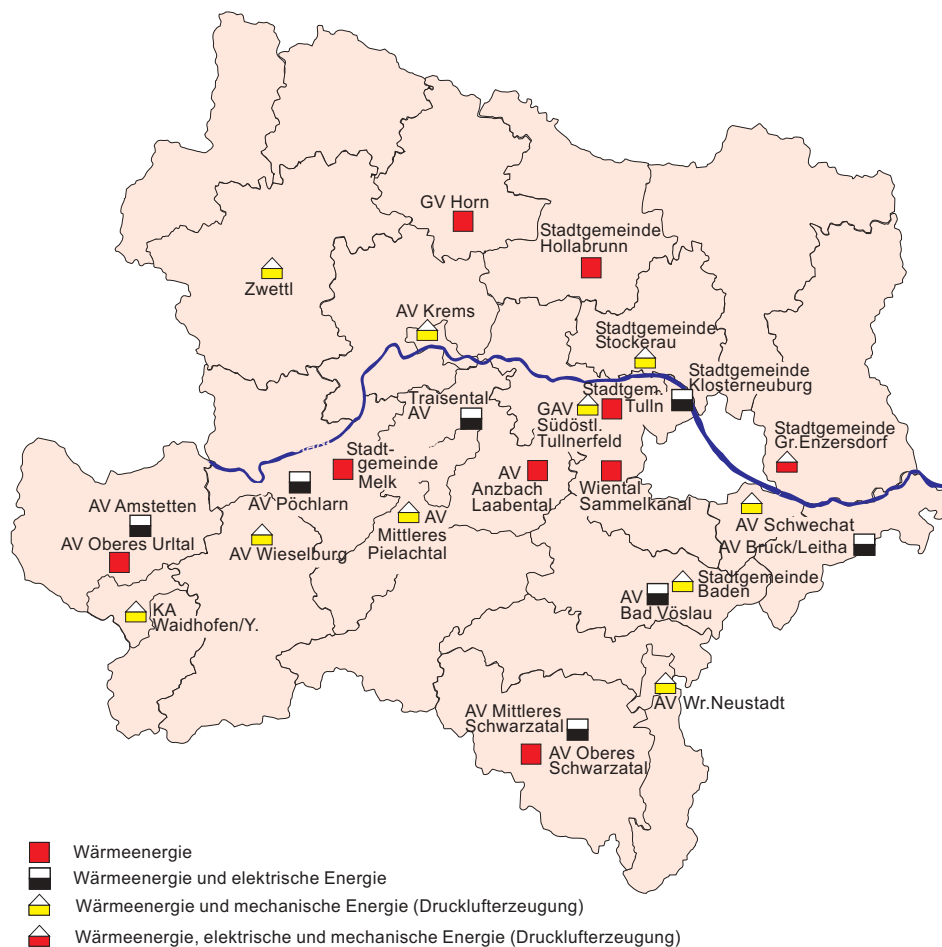 GV Horn
Stadtgemeinde
Hollabrunn
Zwettl
AV Krems
Stadtgemeinde
Stockerau
Stadtgemeinde
Klosterneuburg
Traisental
AV
Stadtgem.
Tulln
GAV
Südöstl.
Tullnerfeld
Stadtgemeinde
Gr.Enzersdorf
Stadt-
gemeinde
Melk
AV
Anzbach
Laabental
Wiental
Sammelkanal
AV Pöchlarn
AV Amstetten
AV Oberes Urltal
AV Wieselburg
AV
Mittleres
Pielachtal
AV Schwechat
AV Bruck/Leitha
KA
Waidhofen/Y.
Stadtgemeinde
Baden
AV
Bad Vöslau
AV Wr.Neustadt
AV Mittleres
Schwarzatal
AV Oberes
Schwarzatal
Wärmeenergie
Wärmeenergie und elektrische Energie
Wärmeenergie und mechanische Energie (Drucklufterzeugung)
Wärmeenergie, elektrische und mechanische Energie (Drucklufterzeugung)